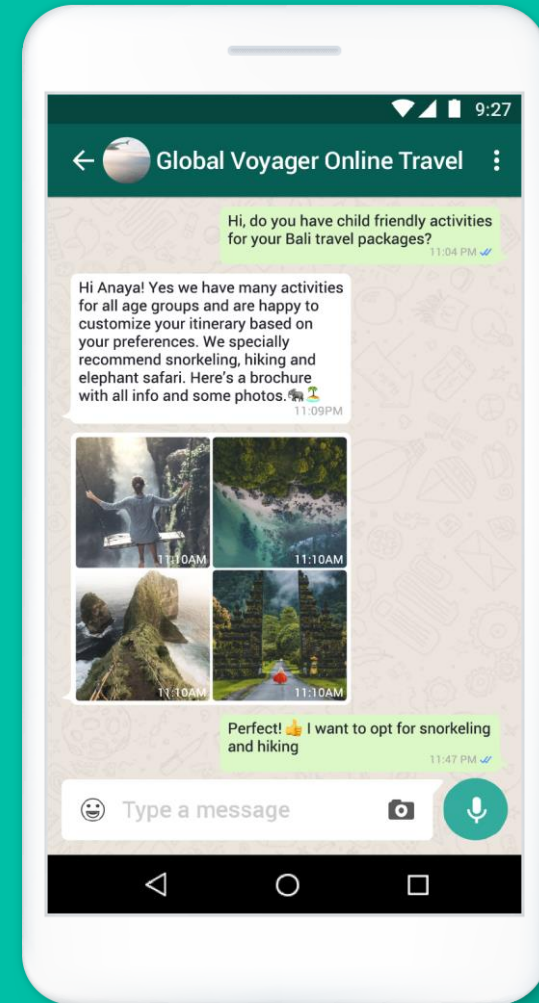 9:27
Global Voyager Online Travel
Hi, do you have child friendly activities
for your Bali travel packages?
11:04 PM
Hi Anaya! Yes we have many activities
for all age groups and are happy to
customize your itinerary based on
your preferences. We specially
recommend snorkeling, hiking and
elephant safari. Here's a brochure
with all info and some photos.🐘🏝️
11:09PM
11:10AM 11:10AM
11:10AM 11:10AM
Perfect! 👍 I want to opt for snorkeling
and hiking
11:47 PM
Type a message